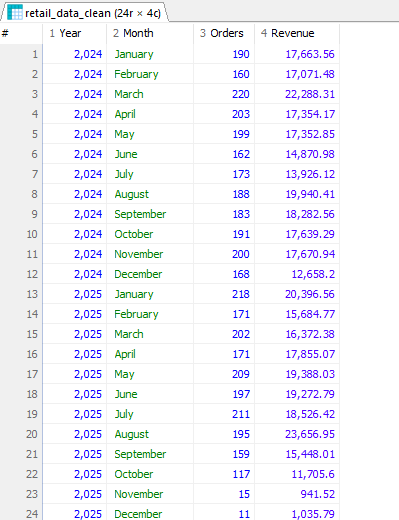 retail_data_clean (24r × 4c)
# 1 Year 2 Month 3 Orders 4 Revenue
1 2,024 January 190 17,663.56
2 2,024 February 160 17,071.48
3 2,024 March 220 22,288.31
4 2,024 April 203 17,354.17
5 2,024 May 199 17,352.85
6 2,024 June 162 14,870.98
7 2,024 July 173 13,926.12
8 2,024 August 188 19,940.41
9 2,024 September 183 18,282.56
10 2,024 October 191 17,639.29
11 2,024 November 200 17,670.94
12 2,024 December 168 12,658.2
13 2,025 January 218 20,396.56
14 2,025 February 171 15,684.77
15 2,025 March 202 16,372.38
16 2,025 April 171 17,855.07
17 2,025 May 209 19,388.03
18 2,025 June 197 19,272.79
19 2,025 July 211 18,526.42
20 2,025 August 195 23,656.95
21 2,025 September 159 15,448.01
22 2,025 October 117 11,705.6
23 2,025 November 15 941.52
24 2,025 December 11 1,035.79